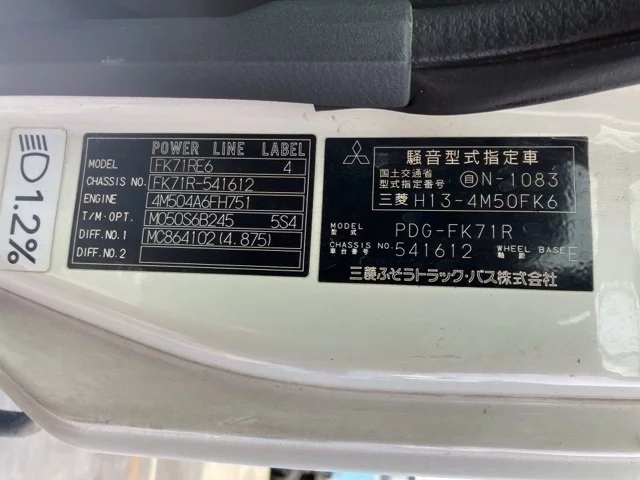 1.2%
POWER LINE LABEL
MODEL FK71RE6 4
CHASSIS NO. FK71R-541612
ENGINE 4M504A6FH751
T/M・OPT. M050S6B245 5S4
DIFF. NO.1 MC864102(4.875)
DIFF. NO.2
騒音型式指定車
国土交通省
型式指定番号 自N-1083
三菱 H13-4M50FK6
MODEL
型式 PDG-FK71R
CHASSIS NO.
車台番号 541612 WHEEL BASE
軸距 E
三菱ふそうトラック・バス株式会社